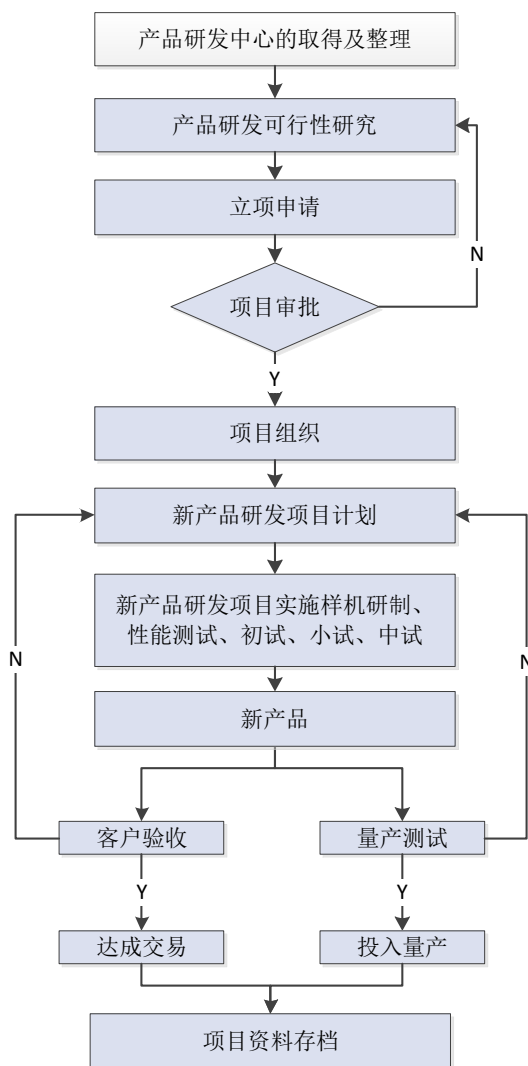 产品研发中心的取得及整理
产品研发可行性研究
立项申请
N
项目审批
Y
项目组织
新产品研发项目计划
新产品研发项目实施样机研制、
性能测试、初试、小试、中试
N
N
新产品
客户验收
量产测试
Y
Y
达成交易
投入量产
项目资料存档